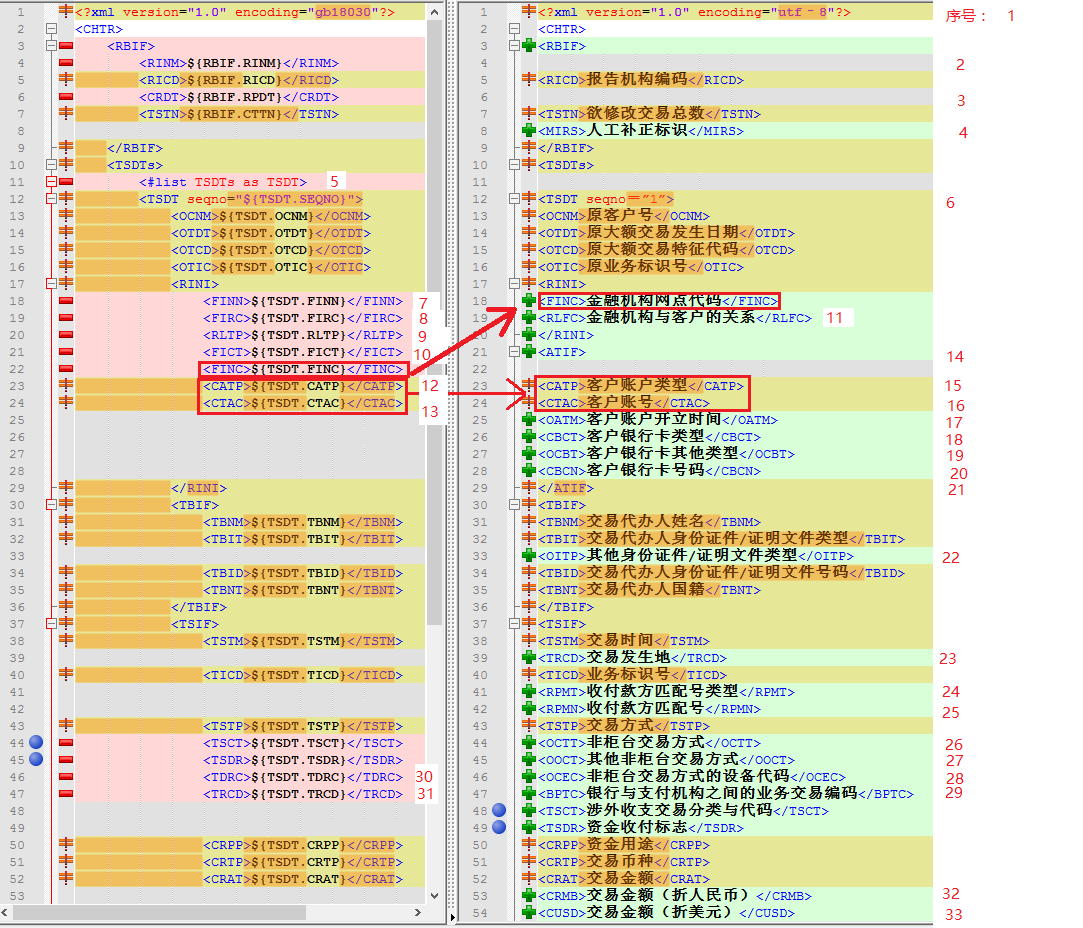 1 <?xml version="1.0" encoding="gb18030"?> 1 <?xml version="1.0" encoding="utf-8"?> 序号： 1
2 <CHTR> 2 <CHTR>
3 <RBIF> 3 <RBIF>
4 <RINM>${RBIF.RINM}</RINM> 4 2
5 <RICD>${RBIF.RICD}</RICD> 5 <RICD>报告机构编码</RICD>
6 <CRDT>${RBIF.RPDT}</CRDT> 6 3
7 <TSTN>${RBIF.CTTN}</TSTN> 7 <TSTN>欲修改交易总数</TSTN>
8 8 <MIRS>人工补正标识</MIRS> 4
9 </RBIF> 9 </RBIF>
10 <TSDTs> 10 <TSDTs>
11 <#list TSDTs as TSDT> 5 11
12 <TSDT seqno="${TSDT.SEQNO}"> 12 <TSDT seqno="1"> 6
13 <OCNM>${TSDT.OCNM}</OCNM> 13 <OCNM>原客户号</OCNM>
14 <OTDT>${TSDT.OTDT}</OTDT> 14 <OTDT>原大额交易发生日期</OTDT>
15 <OTCD>${TSDT.OTCD}</OTCD> 15 <OTCD>原大额交易特征代码</OTCD>
16 <OTIC>${TSDT.OTIC}</OTIC> 16 <OTIC>原业务标识号</OTIC>
17 <RINI> 17 <RINI>
18 <FINN>${TSDT.FINN}</FINN> 7 18 <FINC>金融机构网点代码</FINC>
19 <FIRC>${TSDT.FIRC}</FIRC> 8 19 <RLFC>金融机构与客户的关系</RLFC> 11
20 <RLTP>${TSDT.RLTP}</RLTP> 9 20 </RINI>
21 <FICT>${TSDT.FICT}</FICT> 10 21 <ATIF>
22 <FINC>${TSDT.FINC}</FINC> 22 14
23 <CATP>${TSDT.CATP}</CATP> 12 23 <CATP>客户账户类型</CATP> 15
24 <CTAC>${TSDT.CTAC}</CTAC> 13 24 <CTAC>客户账号</CTAC> 16
25 25 <OATM>客户账户开立时间</OATM> 17
26 26 <CBCT>客户银行卡类型</CBCT> 18
27 27 <OCBT>客户银行卡其他类型</OCBT> 19
28 28 <CBCN>客户银行卡号码</CBCN> 20
29 </RINI> 29 </ATIF> 21
30 <TBIF> 30 <TBIF>
31 <TBNM>${TSDT.TBNM}</TBNM> 31 <TBNM>交易代办人姓名</TBNM>
32 <TBIT>${TSDT.TBIT}</TBIT> 32 <TBIT>交易代办人身份证件/证明文件类型</TBIT>
33 33 <OITP>其他身份证件/证明文件类型</OITP> 22
34 <TBID>${TSDT.TBID}</TBID> 34 <TBID>交易代办人身份证件/证明文件号码</TBID>
35 <TBNT>${TSDT.TBNT}</TBNT> 35 <TBNT>交易代办人国籍</TBNT>
36 </TBIF> 36 </TBIF>
37 <TSIF> 37 <TSIF>
38 <TSTM>${TSDT.TSTM}</TSTM> 38 <TSTM>交易时间</TSTM>
39 39 <TRCD>交易发生地</TRCD> 23
40 <TICD>${TSDT.TICD}</TICD> 40 <TICD>业务标识号</TICD>
41 41 <RPMT>收付款方匹配号类型</RPMT> 24
42 42 <RPMN>收付款方匹配号</RPMN> 25
43 <TSTP>${TSDT.TSTP}</TSTP> 43 <TSTP>交易方式</TSTP>
44 <TSCT>${TSDT.TSCT}</TSCT> 44 <OCTT>非柜台交易方式</OCTT> 26
45 <TSDR>${TSDT.TSDR}</TSDR> 45 <OOCT>其他非柜台交易方式</OOCT> 27
46 <TDRC>${TSDT.TDRC}</TDRC> 30 46 <OCEC>非柜台交易方式的设备代码</OCEC> 28
47 <TRCD>${TSDT.TRCD}</TRCD> 31 47 <BPTC>银行与支付机构之间的业务交易编码</BPTC> 29
48 48 <TSCT>涉外收支交易分类与代码</TSCT>
49 49 <TSDR>资金收付标志</TSDR>
50 <CRPP>${TSDT.CRPP}</CRPP> 50 <CRPP>资金用途</CRPP>
51 <CRTP>${TSDT.CRTP}</CRTP> 51 <CRTP>交易币种</CRTP>
52 <CRAT>${TSDT.CRAT}</CRAT> 52 <CRAT>交易金额</CRAT>
53 53 <CRMB>交易金额（折人民币）</CRMB> 32
54 <CUSD>交易金额（折美元）</CUSD> 33